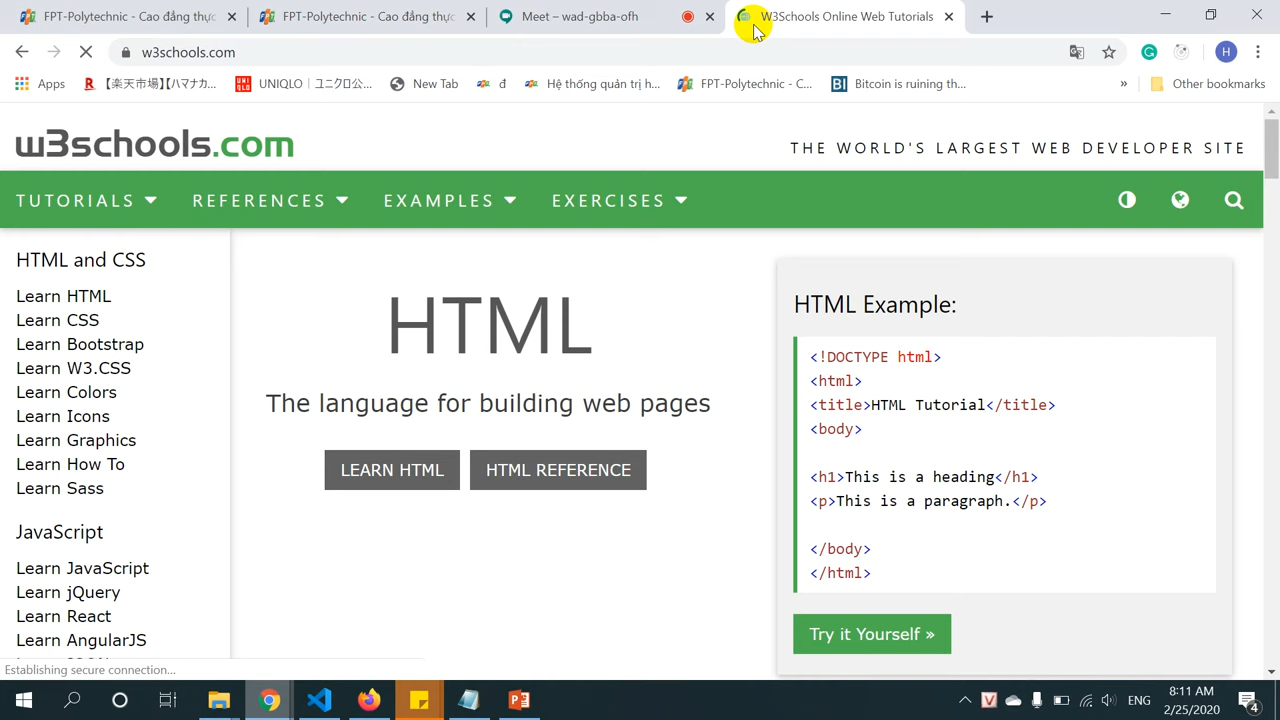 FPT-Polytechnic - Cao đẳng thực
FPT-Polytechnic - Cao đẳng thực
Meet – wad-gbba-ofh
W3Schools Online Web Tutorials
w3schools.com
H
Apps
【楽天市場】【ハマナカ...
UNIQLO｜ユニクロ公...
New Tab
đ
Hệ thống quản trị h...
FPT-Polytechnic - C...
BI
Bitcoin is ruining th...
»
Other bookmarks
w3schools.com
THE WORLD'S LARGEST WEB DEVELOPER SITE
TUTORIALS
REFERENCES
EXAMPLES
EXERCISES
HTML and CSS
Learn HTML
Learn CSS
Learn Bootstrap
Learn W3.CSS
Learn Colors
Learn Icons
Learn Graphics
Learn How To
Learn Sass
JavaScript
Learn JavaScript
Learn jQuery
Learn React
Learn AngularJS
HTML
The language for building web pages
LEARN HTML
HTML REFERENCE
HTML Example:
<!DOCTYPE html>
<html>
<title>HTML Tutorial</title>
<body>
<h1>This is a heading</h1>
<p>This is a paragraph.</p>
</body>
</html>
Try it Yourself »
Establishing secure connection...
ENG
8:11 AM
2/25/2020
4